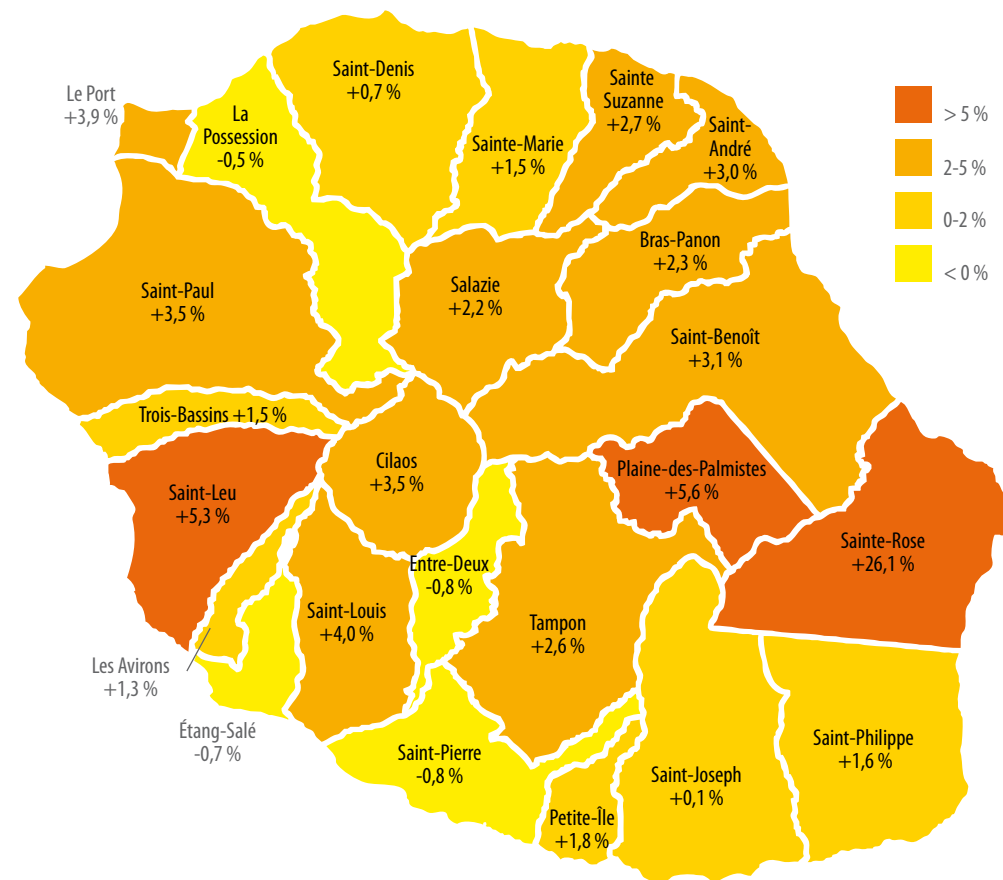 Le Port
+3,9 %
La
Possession
-0,5 %
Saint-Denis
+0,7 %
Sainte-Marie
+1,5 %
Sainte
Suzanne
+2,7 %
Saint-
André
+3,0 %
> 5 %
2-5 %
0-2 %
< 0 %
Saint-Paul
+3,5 %
Salazie
+2,2 %
Bras-Panon
+2,3 %
Saint-Benoît
+3,1 %
Trois-Bassins +1,5 %
Saint-Leu
+5,3 %
Cilaos
+3,5 %
Plaine-des-Palmistes
+5,6 %
Sainte-Rose
+26,1 %
Entre-Deux
-0,8 %
Saint-Louis
+4,0 %
Tampon
+2,6 %
Les Avirons
+1,3 %
Étang-Salé
-0,7 %
Saint-Pierre
-0,8 %
Petite-Île
+1,8 %
Saint-Joseph
+0,1 %
Saint-Philippe
+1,6 %